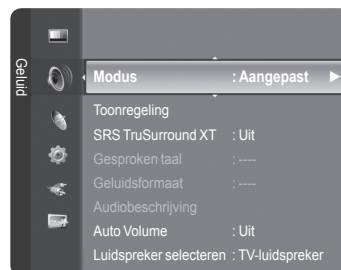 Geluid
Modus : Aangepast
Toonregeling
SRS TruSurround XT : Uit
Gesproken taal : ----
Geluidsformaat : ----
Audiobeschrijving
Auto Volume : Uit
Luidspreker selecteren : TV-luidspreker